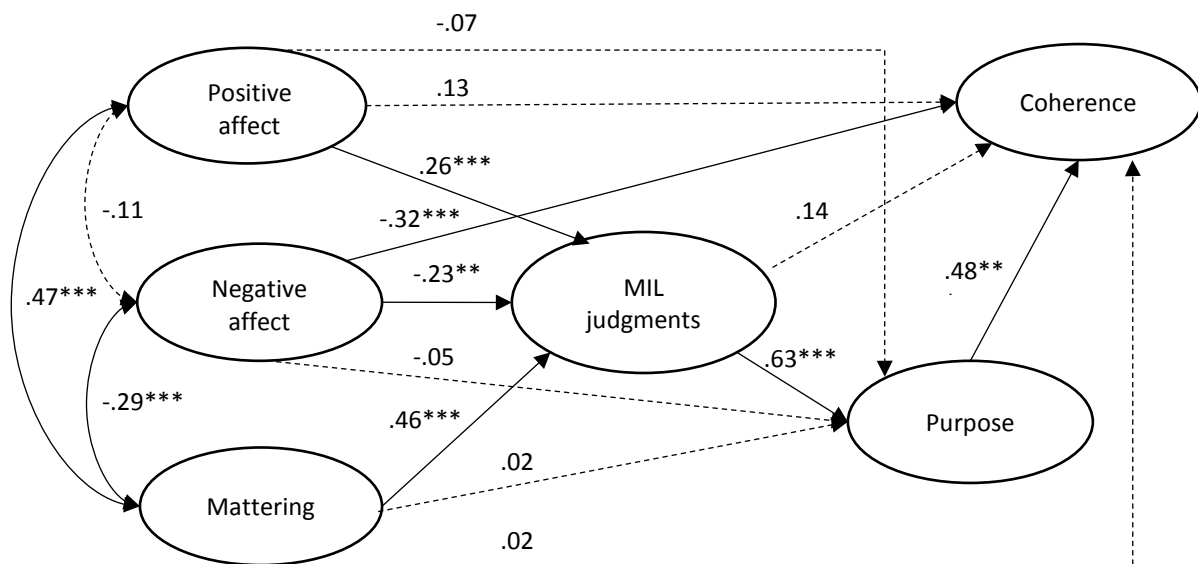 -.07
Positive
affect
.13
Coherence
.26***
-.11
-.32***
.14
.47***
Negative
affect
-.23**
MIL
judgments
.48**
-.05
.63***
-.29***
.46***
Purpose
.02
Mattering
.02